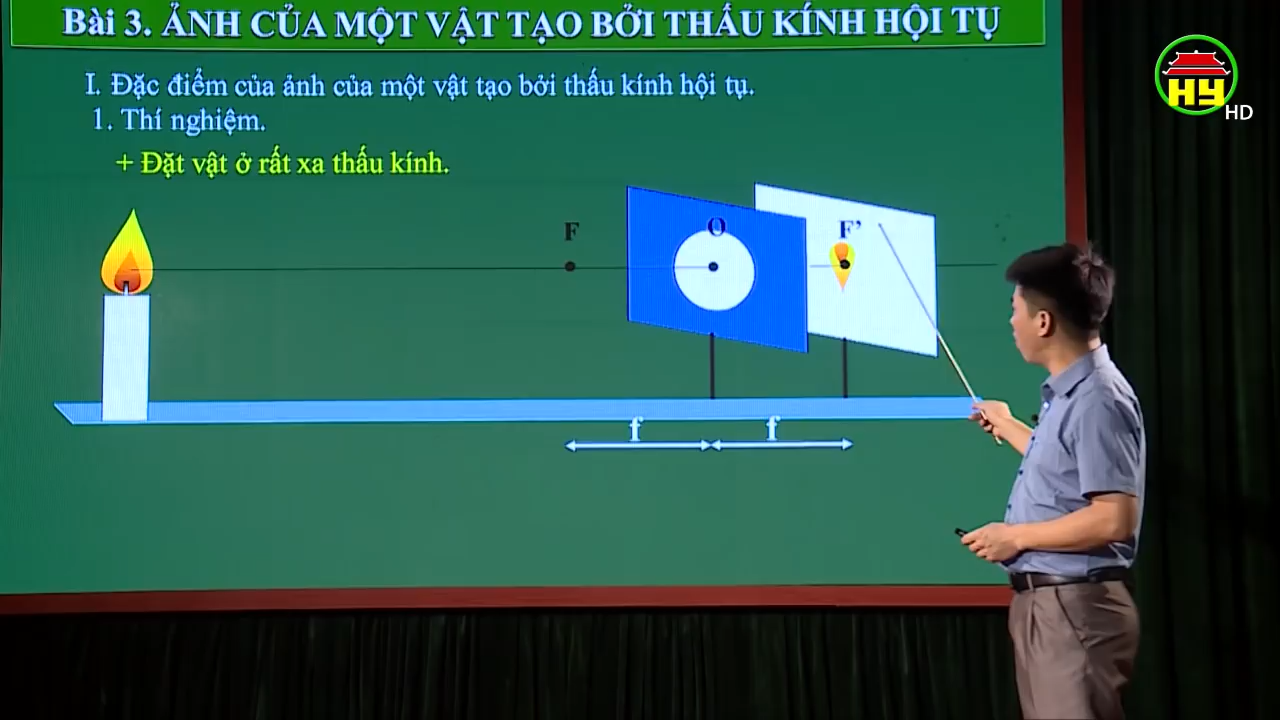 Bài 3. ẢNH CỦA MỘT VẬT TẠO BỞI THẤU KÍNH HỘI TỤ
HY
HD
I. Đặc điểm của ảnh của một vật tạo bởi thấu kính hội tụ.
1. Thí nghiệm.
+ Đặt vật ở rất xa thấu kính.
F
O
F'
f
f